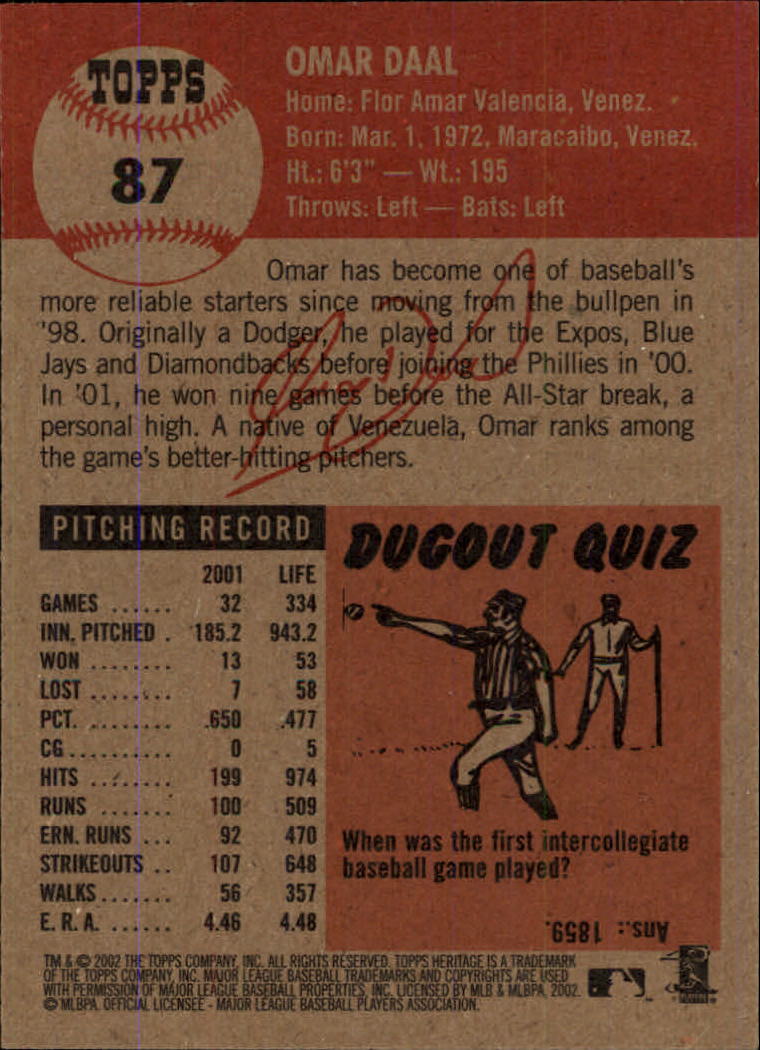 TOPPS
87
OMAR DAAL
Home: Flor Amar Valencia, Venez.
Born: Mar. 1, 1972, Maracaibo, Venez.
Ht.: 6'3" — Wt.: 195
Throws: Left — Bats: Left
Omar has become one of baseball's
more reliable starters since moving from the bullpen in
'98. Originally a Dodger, he played for the Expos, Blue
Jays and Diamondbacks before joining the Phillies in '00.
In '01, he won nine games before the All-Star break, a
personal high. A native of Venezuela, Omar ranks among
the game's better-hitting pitchers.
PITCHING RECORD
2001 LIFE
GAMES ...... 32 334
INN. PITCHED . 185.2 943.2
WON ........ 13 53
LOST ........ 7 58
PCT. ........ .650 .477
CG.......... 0 5
HITS ........ 199 974
RUNS ....... 100 509
ERN. RUNS ... 92 470
STRIKEOUTS .. 107 648
WALKS....... 56 357
E.R.A. ...... 4.46 4.48
DUGOUT QUIZ
When was the first intercollegiate
baseball game played?
Ans.: 1859.
TM & © 2002 THE TOPPS COMPANY, INC. ALL RIGHTS RESERVED. TOPPS HERITAGE IS A TRADEMARK
OF THE TOPPS COMPANY, INC. MAJOR LEAGUE BASEBALL TRADEMARKS AND COPYRIGHTS ARE USED
WITH PERMISSION OF MAJOR LEAGUE BASEBALL PROPERTIES, INC. LICENSED BY MLB & MLBPA, 2002.
© MLBPA. OFFICIAL LICENSEE - MAJOR LEAGUE BASEBALL PLAYERS ASSOCIATION.